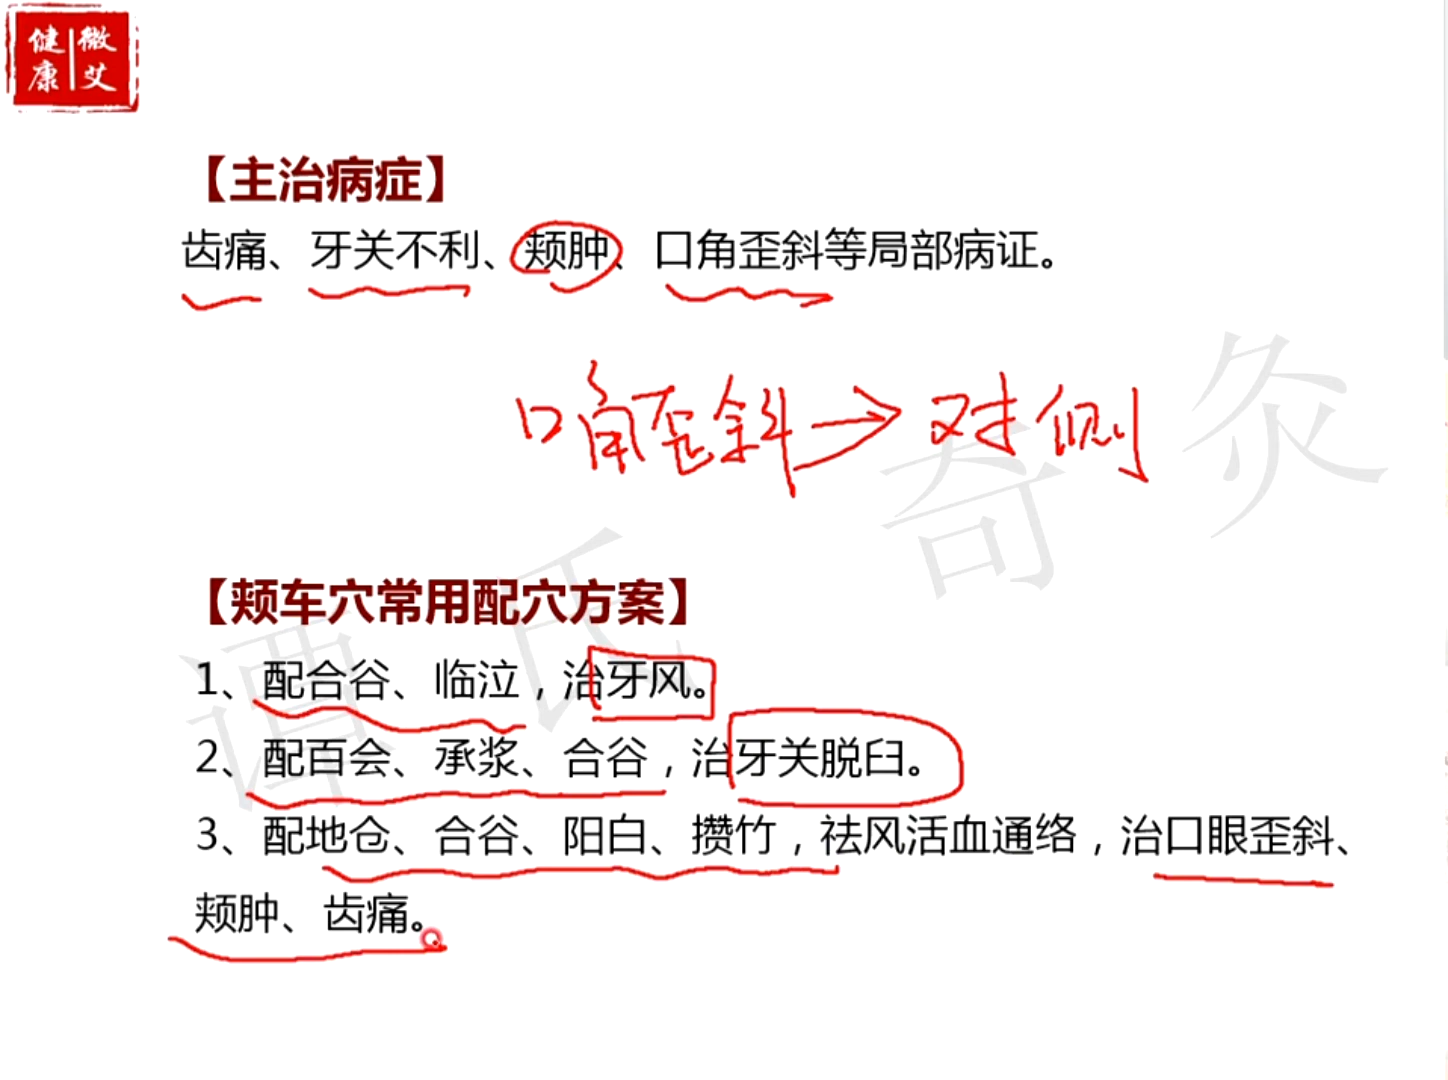 微艾
健康
【主治病症】
齿痛、牙关不利、颊肿、口角歪斜等局部病证。
口角歪斜→对侧
【颊车穴常用配穴方案】
1、配合谷、临泣，治牙风。
2、配百会、承浆、合谷，治牙关脱臼。
3、配地仓、合谷、阳白、攒竹，祛风活血通络，治口眼歪斜、
颊肿、齿痛。
谭氏奇灸